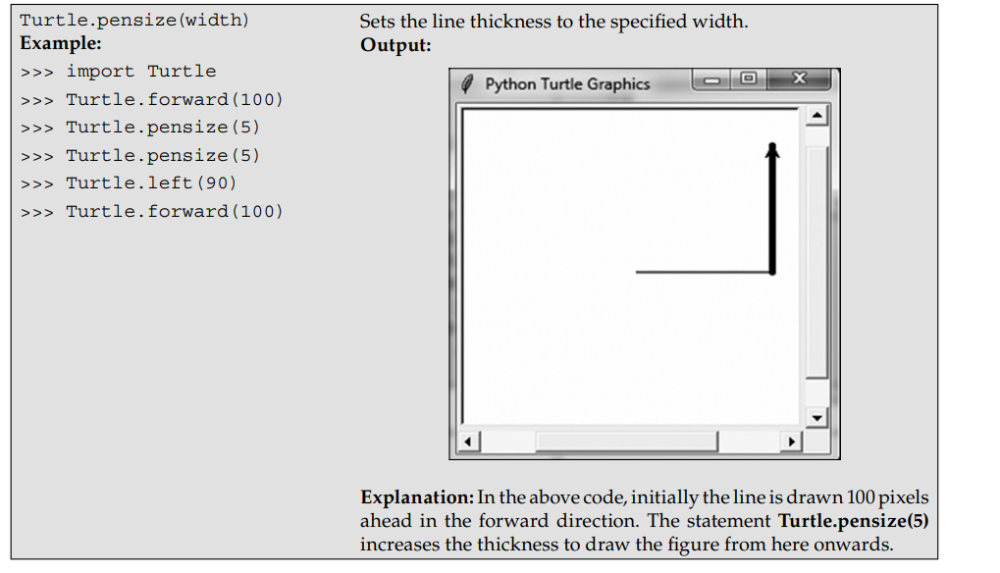 Turtle.pensize(width)
Example:
>>> import Turtle
>>> Turtle.forward(100)
>>> Turtle.pensize(5)
>>> Turtle.pensize(5)
>>> Turtle.left(90)
>>> Turtle.forward(100)
Sets the line thickness to the specified width.
Output:
Python Turtle Graphics
Explanation: In the above code, initially the line is drawn 100 pixels
ahead in the forward direction. The statement Turtle.pensize(5)
increases the thickness to draw the figure from here onwards.